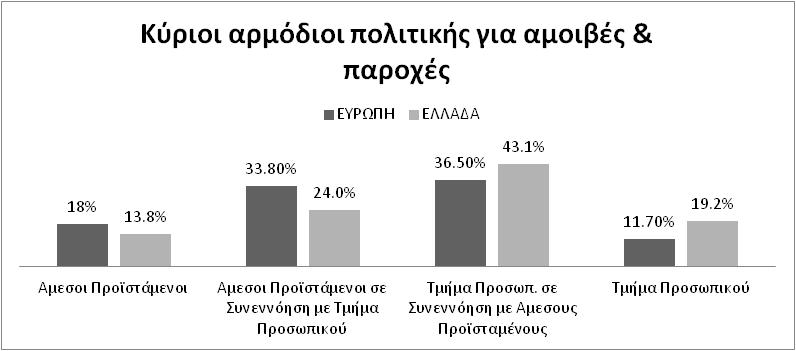 Κύριοι αρμόδιοι πολιτικής για αμοιβές &
παροχές
ΕΥΡΩΠΗ ΕΛΛΑΔΑ
18% 13.8%
33.80% 24.0%
36.50% 43.1%
11.70% 19.2%
Αμεσοι Προϊστάμενοι
Αμεσοι Προϊστάμενοι σε
Συνεννόηση με Τμήμα
Προσωπικού
Τμήμα Προσωπ. σε
Συνεννόηση με Αμεσους
Προϊσταμένους
Τμήμα Προσωπικού